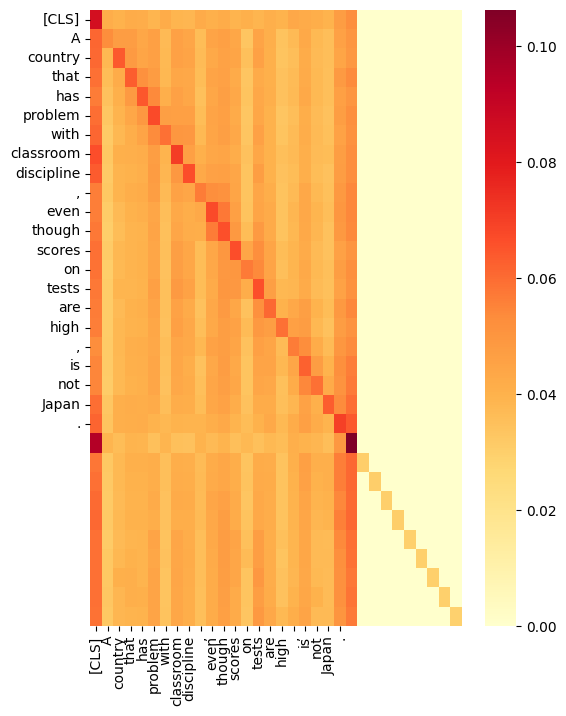 [CLS]
A
country
that
has
problem
with
classroom
discipline
,
even
though
scores
on
tests
are
high
,
is
not
Japan
.
0.10
0.08
0.06
0.04
0.02
0.00
[CLS]
A
country
that
has
problem
with
classroom
discipline
,
even
though
scores
on
tests
are
high
,
is
not
Japan
.